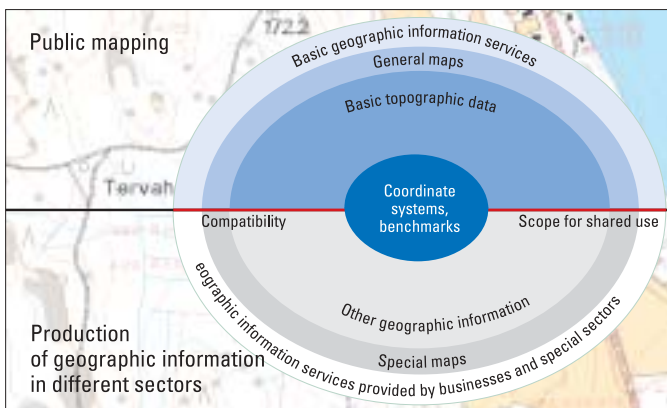 Public mapping
172.2
Basic geographic information services
General maps
Basic topographic data
Tervah
Coordinate
systems,
benchmarks
Compatibility
Scope for shared use
Other geographic information
Special maps
eographic information services provided by businesses and special sectors
Production
of geographic information
in different sectors